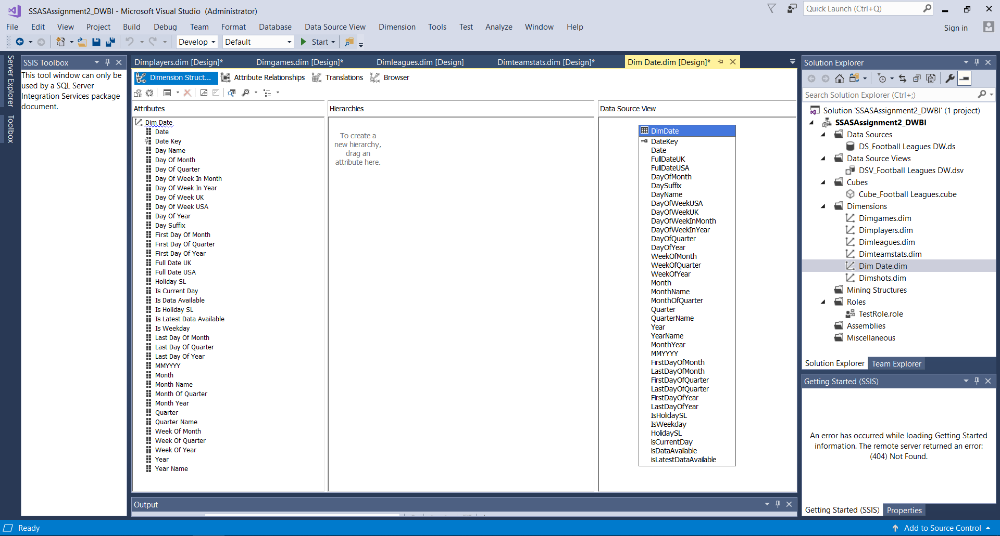 SSASAssignment2_DWBI - Microsoft Visual Studio (Administrator)
Quick Launch (Ctrl+Q)
File Edit View Project Build Debug Team Format Database Data Source View Dimension Tools Test Analyze Window Help
Sign in
Develop Default Start
Server Explorer
Toolbox
SSIS Toolbox
This tool window can only be
used by a SQL Server
Integration Services package
document.
Dimplayers.dim [Design]* Dimgames.dim [Design]* Dimleagues.dim [Design] Dimteamstats.dim [Design]* Dim Date.dim [Design]*
Dimension Struct... Attribute Relationships Translations Browser
Attributes
Dim Date
Date
Date Key
Day Name
Day Of Month
Day Of Quarter
Day Of Week In Month
Day Of Week In Year
Day Of Week UK
Day Of Week USA
Day Of Year
Day Suffix
First Day Of Month
First Day Of Quarter
First Day Of Year
Full Date UK
Full Date USA
Holiday SL
Is Current Day
Is Data Available
Is Holiday SL
Is Latest Data Available
Is Weekday
Last Day Of Month
Last Day Of Quarter
Last Day Of Year
MMYYYY
Month
Month Name
Month Of Quarter
Month Year
Quarter
Quarter Name
Week Of Month
Week Of Quarter
Week Of Year
Year
Year Name
Hierarchies
To create a
new hierarchy,
drag an
attribute here.
Data Source View
DimDate
DateKey
Date
FullDateUK
FullDateUSA
DayOfMonth
DaySuffix
DayName
DayOfWeekUSA
DayOfWeekUK
DayOfWeekInMonth
DayOfWeekInYear
DayOfQuarter
DayOfYear
WeekOfMonth
WeekOfQuarter
WeekOfYear
Month
MonthName
MonthOfQuarter
Quarter
QuarterName
Year
YearName
MonthYear
MMYYYY
FirstDayOfMonth
LastDayOfMonth
FirstDayOfQuarter
LastDayOfQuarter
FirstDayOfYear
LastDayOfYear
IsHolidaySL
IsWeekday
HolidaySL
isCurrentDay
isDataAvailable
isLatestDataAvailable
Output
Solution Explorer
Search Solution Explorer (Ctrl+;)
Solution 'SSASAssignment2_DWBI' (1 project)
SSASAssignment2_DWBI
Data Sources
DS_Football Leagues DW.ds
Data Source Views
DSV_Football Leagues DW.dsv
Cubes
Cube_Football Leagues.cube
Dimensions
Dimgames.dim
Dimplayers.dim
Dimleagues.dim
Dimteamstats.dim
Dim Date.dim
Dimshots.dim
Mining Structures
Roles
TestRole.role
Assemblies
Miscellaneous
Solution Explorer Team Explorer
Getting Started (SSIS)
An error has occurred while loading Getting Started
information. The remote server returned an error:
(404) Not Found.
Getting Started (SSIS) Properties
Ready
Add to Source Control